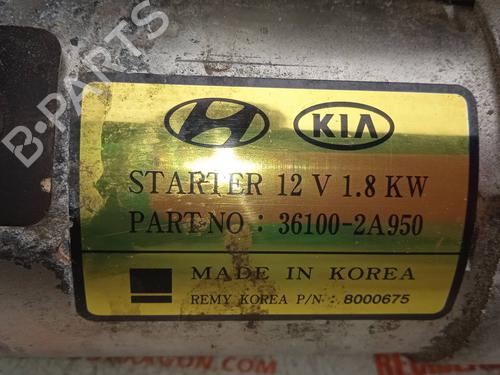 B-PARTS
KIA
STARTER 12 V 1.8 KW
PART NO : 36100-2A950
MADE IN KOREA
REMY KOREA P/N : 8000675